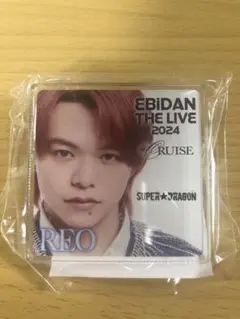 EBiDAN
THE LIVE
2024
CRUISE
SUPER★DRAGON
REO